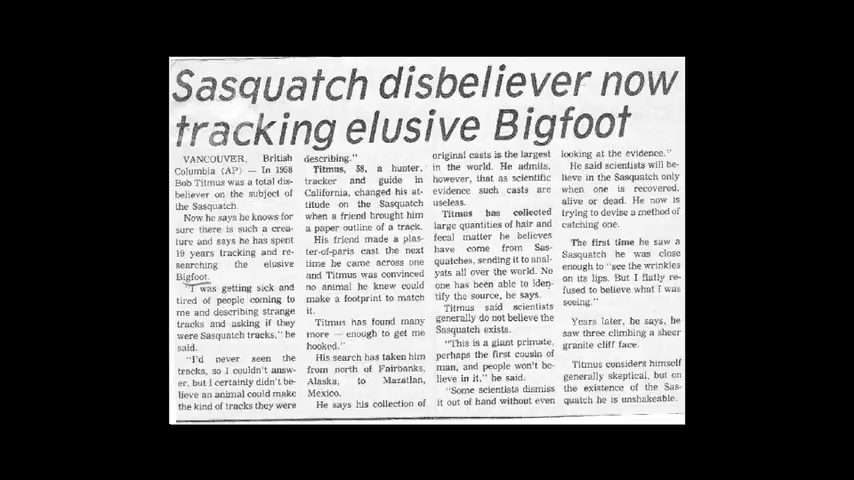 Sasquatch disbeliever now
tracking elusive Bigfoot
VANCOUVER, British
Columbia (AP) — In 1958
Bob Titmus was a total dis-
believer on the subject of
the Sasquatch.
Now he says he knows for
sure there is such a crea-
ture and says he has spent
19 years tracking and re-
searching the elusive
Bigfoot.
"I was getting sick and
tired of people coming to
me and describing strange
tracks and asking if they
were Sasquatch tracks," he
said.
"I'd never seen the
tracks, so I couldn't answ-
er, but I certainly didn't be-
lieve an animal could make
the kind of tracks they were
describing."
Titmus, 58, a hunter,
tracker and guide in
California, changed his at-
titude on the Sasquatch
when a friend brought him
a paper outline of a track.
His friend made a plas-
ter-of-paris cast the next
time he came across one
and Titmus was convinced
no animal he knew could
make a footprint to match
it.
Titmus has found many
more — enough to get me
hooked."
His search has taken him
from north of Fairbanks,
Alaska, to Mazatlan,
Mexico.
He says his collection of
original casts is the largest
in the world. He admits,
however, that as scientific
evidence such casts are
useless.
Titmus has collected
large quantities of hair and
fecal matter he believes
have come from Sas-
quatches, sending it to anal-
ysts all over the world. No
one has been able to iden-
tify the source, he says.
Titmus said scientists
generally do not believe the
Sasquatch exists.
"This is a giant primate,
perhaps the first cousin of
man, and people won't be-
lieve in it," he said.
"Some scientists dismiss
it out of hand without even
looking at the evidence."
He said scientists will be-
lieve in the Sasquatch only
when one is recovered,
alive or dead. He now is
trying to devise a method of
catching one.
The first time he saw a
Sasquatch he was close
enough to "see the wrinkles
on its lips. But I flatly re-
fused to believe what I was
seeing."
Years later, he says, he
saw three climbing a sheer
granite cliff face.
Titmus considers himself
generally skeptical, but on
the existence of the Sas-
quatch he is unshakeable.